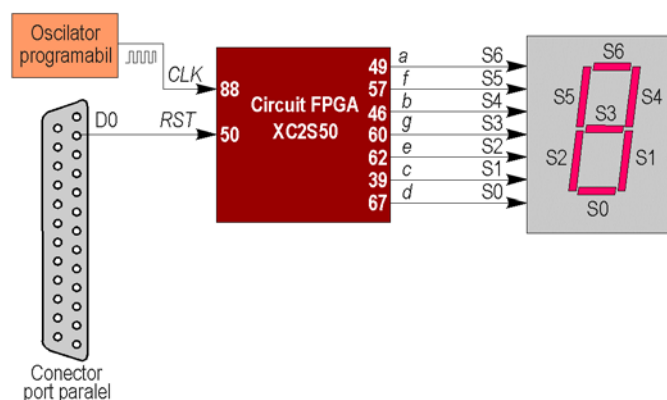 Oscilator
programabil
CLK
88
D0
RST
50
Circuit FPGA
XC2S50
49
a
S6
57
f
S5
46
b
S4
60
g
S3
62
e
S2
39
c
S1
67
d
S0
S6
S5
S4
S3
S2
S1
S0
Conector
port paralel